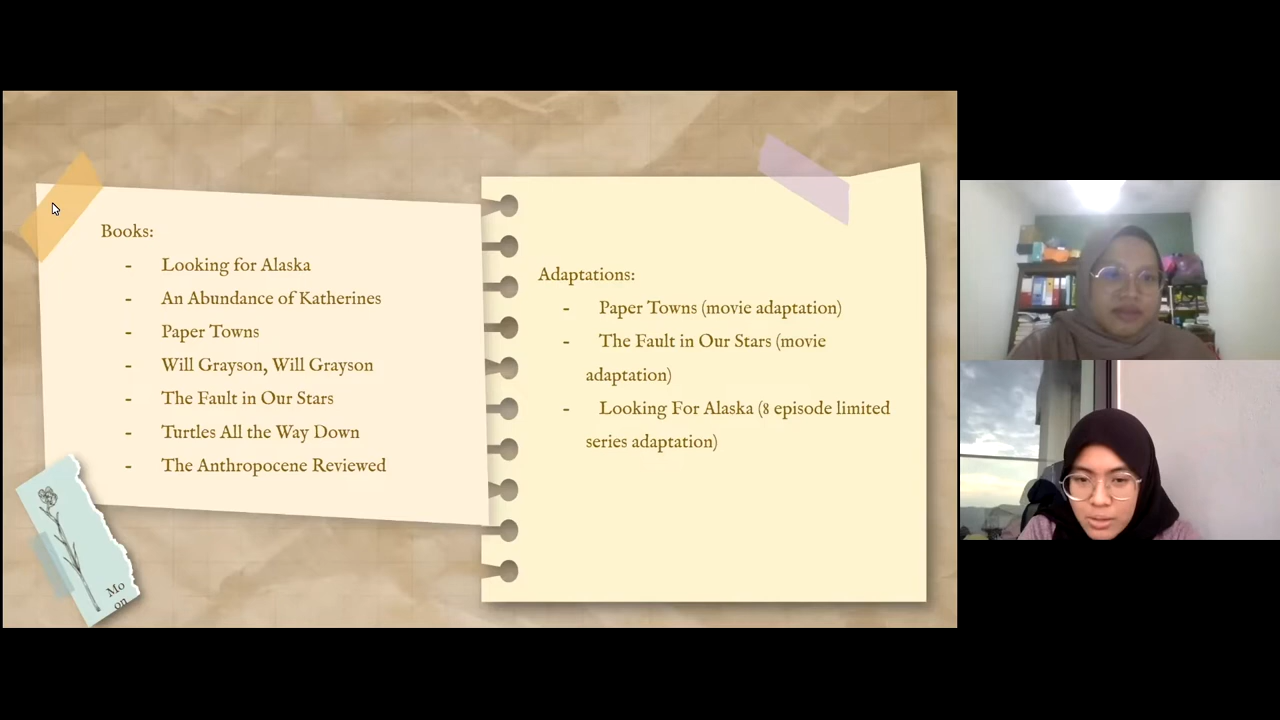 Books:
- Looking for Alaska
- An Abundance of Katherines
- Paper Towns
- Will Grayson, Will Grayson
- The Fault in Our Stars
- Turtles All the Way Down
- The Anthropocene Reviewed
Adaptations:
- Paper Towns (movie adaptation)
- The Fault in Our Stars (movie
adaptation)
- Looking For Alaska (8 episode limited
series adaptation)
Mo
on